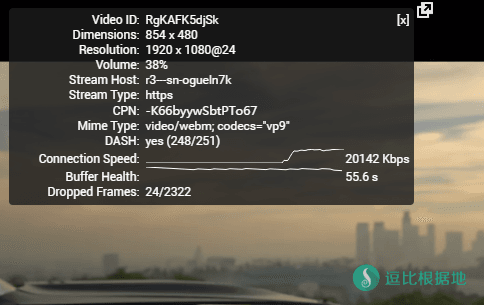 Video ID: RgKAFK5djSk [x]
Dimensions: 854 x 480
Resolution: 1920 x 1080@24
Volume: 38%
Stream Host: r3---sn-ogueln7k
Stream Type: https
CPN: -K66byywSbtPTo67
Mime Type: video/webm; codecs="vp9"
DASH: yes (248/251)
Connection Speed: 20142 Kbps
Buffer Health: 55.6 s
Dropped Frames: 24/2322
逗比根据地